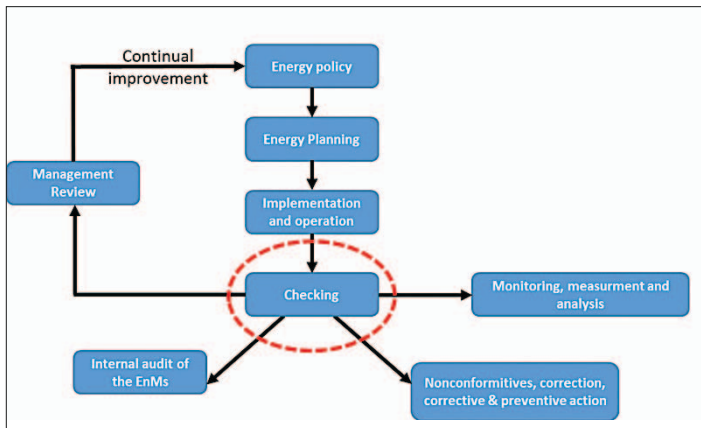 Continual
improvement
Energy policy
Energy Planning
Management
Review
Implementation
and operation
Checking
Monitoring, measurment and
analysis
Internal audit of
the EnMs
Nonconformitives, correction,
corrective & preventive action